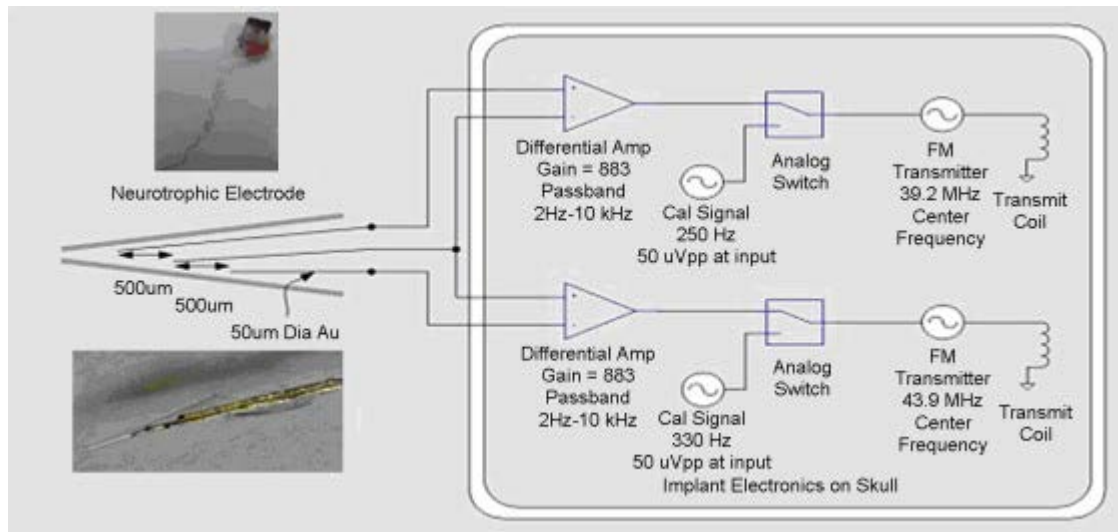 Neurotrophic Electrode
500um
500um
50um Dia Au
Differential Amp
Gain = 883
Passband
2Hz-10 kHz
Cal Signal
250 Hz
50 uVpp at input
Analog
Switch
FM
Transmitter
39.2 MHz
Center
Frequency
Transmit
Coil
Differential Amp
Gain = 883
Passband
2Hz-10 kHz
Cal Signal
330 Hz
50 uVpp at input
Analog
Switch
FM
Transmitter
43.9 MHz
Center
Frequency
Transmit
Coil
Implant Electronics on Skull